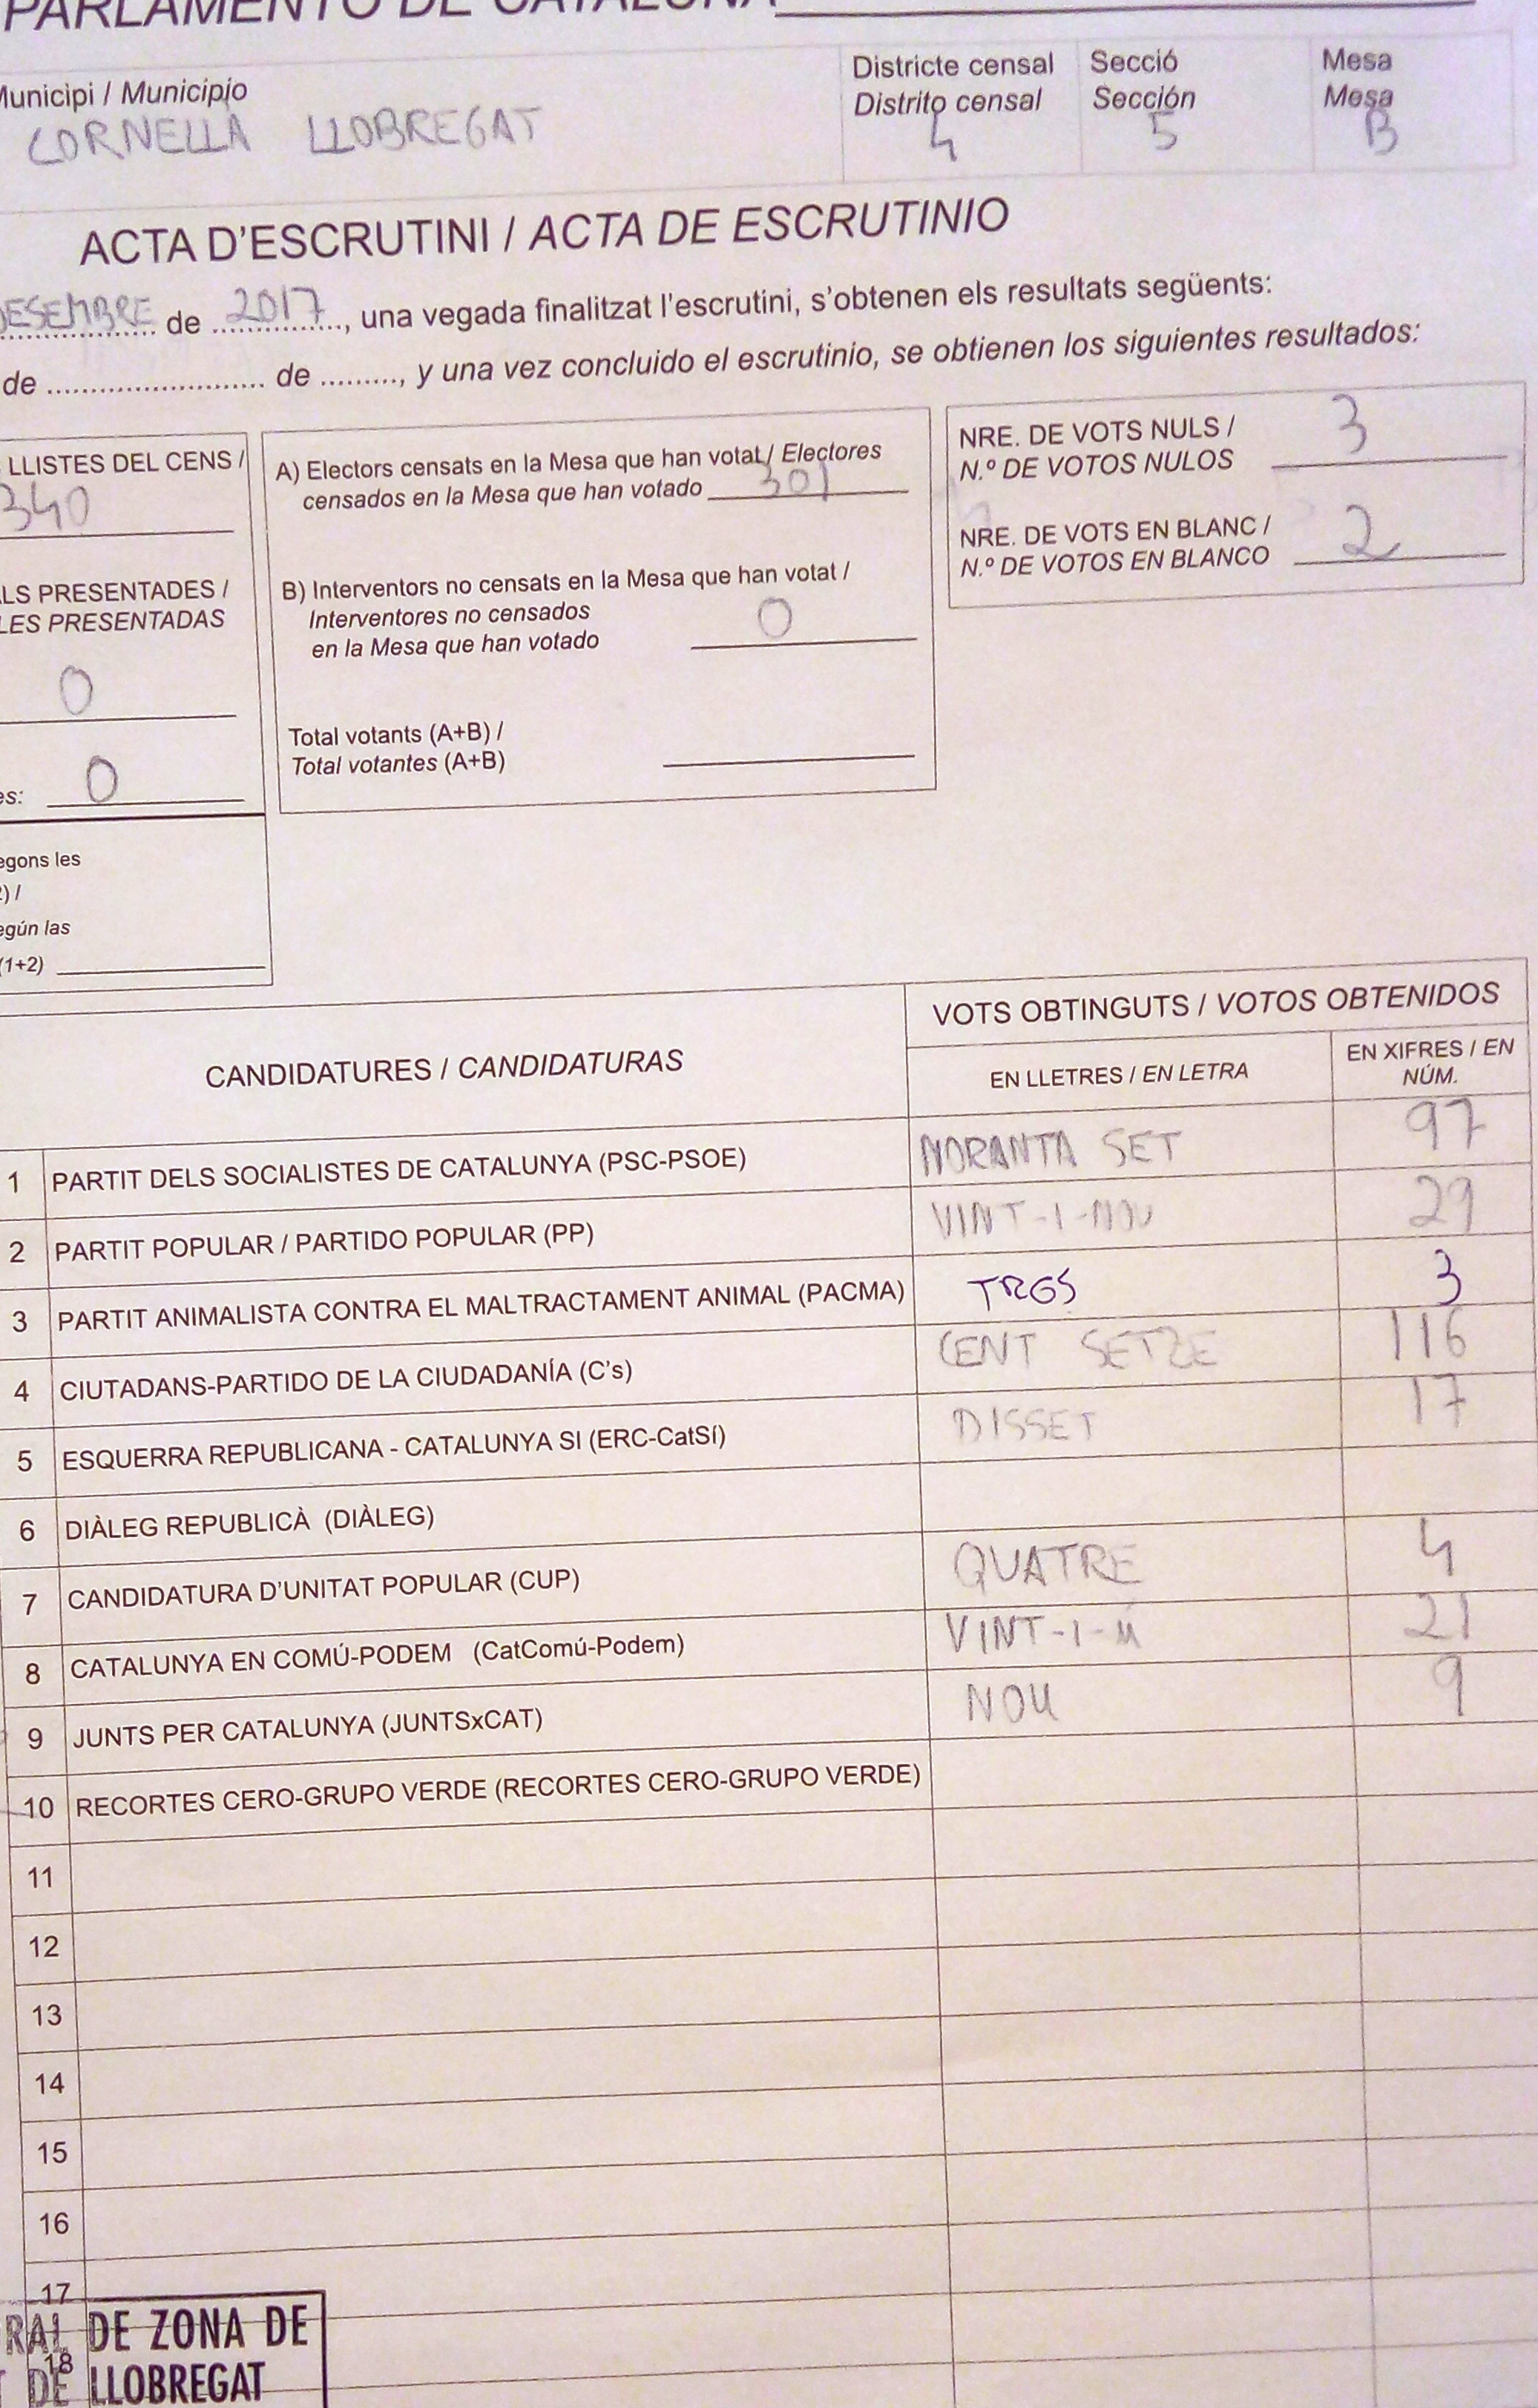 PARLAMENTO DE CATALUÑA
Municipi / Municipio
CORNELLA LLOBREGAT
Districte censal
Distrito censal
4
Secció
Sección
5
Mesa
Mesa
B
ACTA D'ESCRUTINI / ACTA DE ESCRUTINIO
DESEMBRE de 2017, una vegada finalitzat l'escrutini, s'obtenen els resultats següents:
de ........................ de ........., y una vez concluido el escrutinio, se obtienen los siguientes resultados:
LLISTES DEL CENS /
340
LS PRESENTADES /
LES PRESENTADAS
0
es: 0
egons les
) /
egún las
(1+2)
A) Electors censats en la Mesa que han votat / Electores
censados en la Mesa que han votado 301
B) Interventors no censats en la Mesa que han votat /
Interventores no censados
en la Mesa que han votado 0
Total votants (A+B) /
Total votantes (A+B)
NRE. DE VOTS NULS /
N.º DE VOTOS NULOS 3
NRE. DE VOTS EN BLANC /
N.º DE VOTOS EN BLANCO 2
CANDIDATURES / CANDIDATURAS
VOTS OBTINGUTS / VOTOS OBTENIDOS
EN LLETRES / EN LETRA
EN XIFRES / EN
NÚM.
1 PARTIT DELS SOCIALISTES DE CATALUNYA (PSC-PSOE) NORANTA SET 97
2 PARTIT POPULAR / PARTIDO POPULAR (PP) VINT-I-NOU 29
3 PARTIT ANIMALISTA CONTRA EL MALTRACTAMENT ANIMAL (PACMA) TRES 3
4 CIUTADANS-PARTIDO DE LA CIUDADANÍA (C's) CENT SETZE 116
5 ESQUERRA REPUBLICANA - CATALUNYA SI (ERC-CatSí) DISSET 17
6 DIÀLEG REPUBLICÀ (DIÀLEG)
7 CANDIDATURA D'UNITAT POPULAR (CUP) QUATRE 4
8 CATALUNYA EN COMÚ-PODEM (CatComú-Podem) VINT-I-Ú 21
9 JUNTS PER CATALUNYA (JUNTSxCAT) NOU 9
10 RECORTES CERO-GRUPO VERDE (RECORTES CERO-GRUPO VERDE)
11
12
13
14
15
16
17
RAL DE ZONA DE
18
DE LLOBREGAT